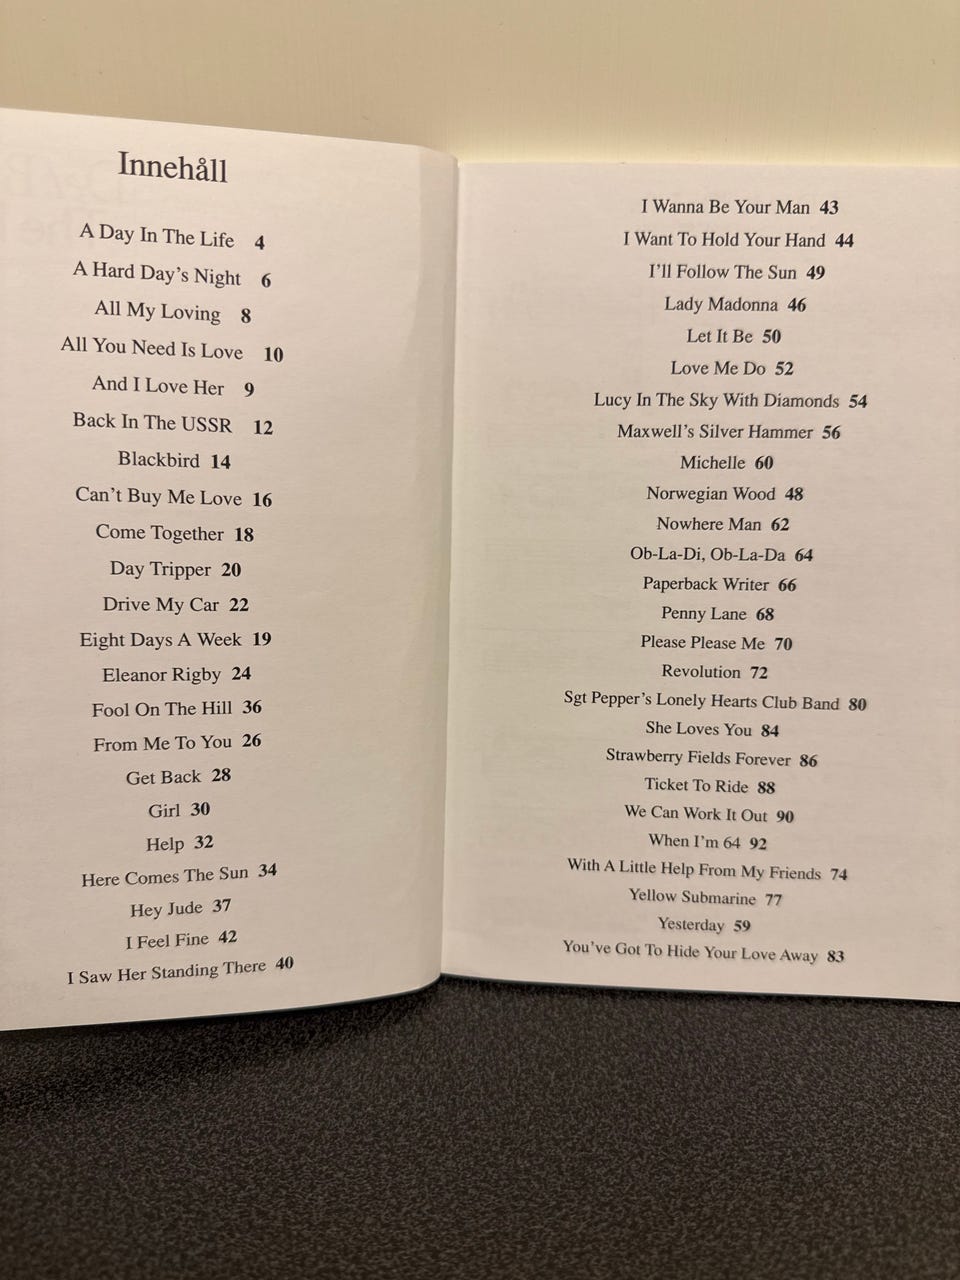 Innehåll
A Day In The Life 4
A Hard Day's Night 6
All My Loving 8
All You Need Is Love 10
And I Love Her 9
Back In The USSR 12
Blackbird 14
Can't Buy Me Love 16
Come Together 18
Day Tripper 20
Drive My Car 22
Eight Days A Week 19
Eleanor Rigby 24
Fool On The Hill 36
From Me To You 26
Get Back 28
Girl 30
Help 32
Here Comes The Sun 34
Hey Jude 37
I Feel Fine 42
I Saw Her Standing There 40
I Wanna Be Your Man 43
I Want To Hold Your Hand 44
I'll Follow The Sun 49
Lady Madonna 46
Let It Be 50
Love Me Do 52
Lucy In The Sky With Diamonds 54
Maxwell's Silver Hammer 56
Michelle 60
Norwegian Wood 48
Nowhere Man 62
Ob-La-Di, Ob-La-Da 64
Paperback Writer 66
Penny Lane 68
Please Please Me 70
Revolution 72
Sgt Pepper's Lonely Hearts Club Band 80
She Loves You 84
Strawberry Fields Forever 86
Ticket To Ride 88
We Can Work It Out 90
When I'm 64 92
With A Little Help From My Friends 74
Yellow Submarine 77
Yesterday 59
You've Got To Hide Your Love Away 83